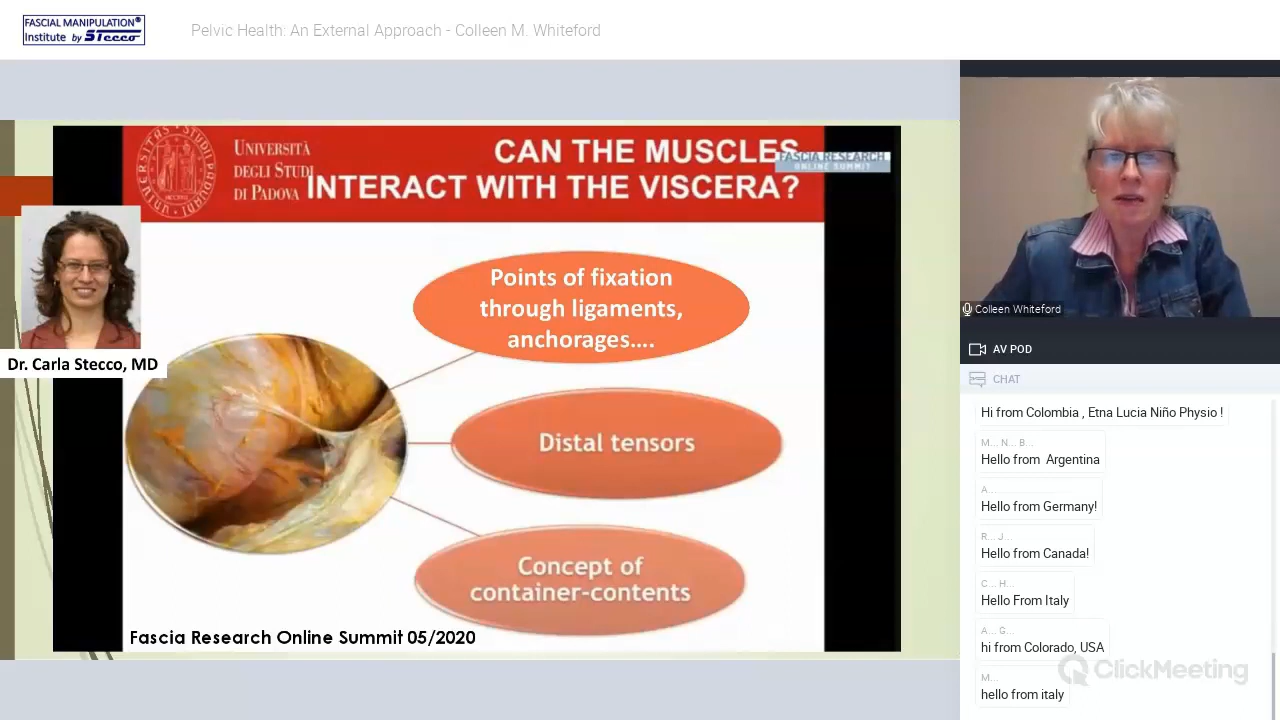 FASCIAL MANIPULATION®
Institute by Stecco
Pelvic Health: An External Approach - Colleen M. Whiteford
UNIVERSITÀ
DEGLI STUDI
DI PADOVA
CAN THE MUSCLES
INTERACT WITH THE VISCERA?
FASCIA RESEARCH
ONLINE SUMMIT
Points of fixation
through ligaments,
anchorages....
Dr. Carla Stecco, MD
Distal tensors
Concept of
container-contents
Fascia Research Online Summit 05/2020
Colleen Whiteford
AV POD
CHAT
Hi from Colombia , Etna Lucia Niño Physio !
M... N... B...
Hello from Argentina
A...
Hello from Germany!
R... J...
Hello from Canada!
C... H...
Hello From Italy
A... G...
hi from Colorado, USA
M...
hello from italy
ClickMeeting